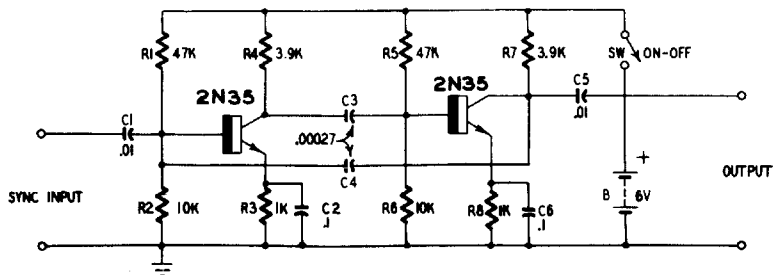 R1 47K
R4 3.9K
R5 47K
R7 3.9K
SW ON-OFF
2N35
2N35
C1
.01
C3
.00027
C4
C5
.01
SYNC INPUT
OUTPUT
R2 10K
R3 1K
C2
.1
R6 10K
R8 1K
C6
.1
+
B 6V